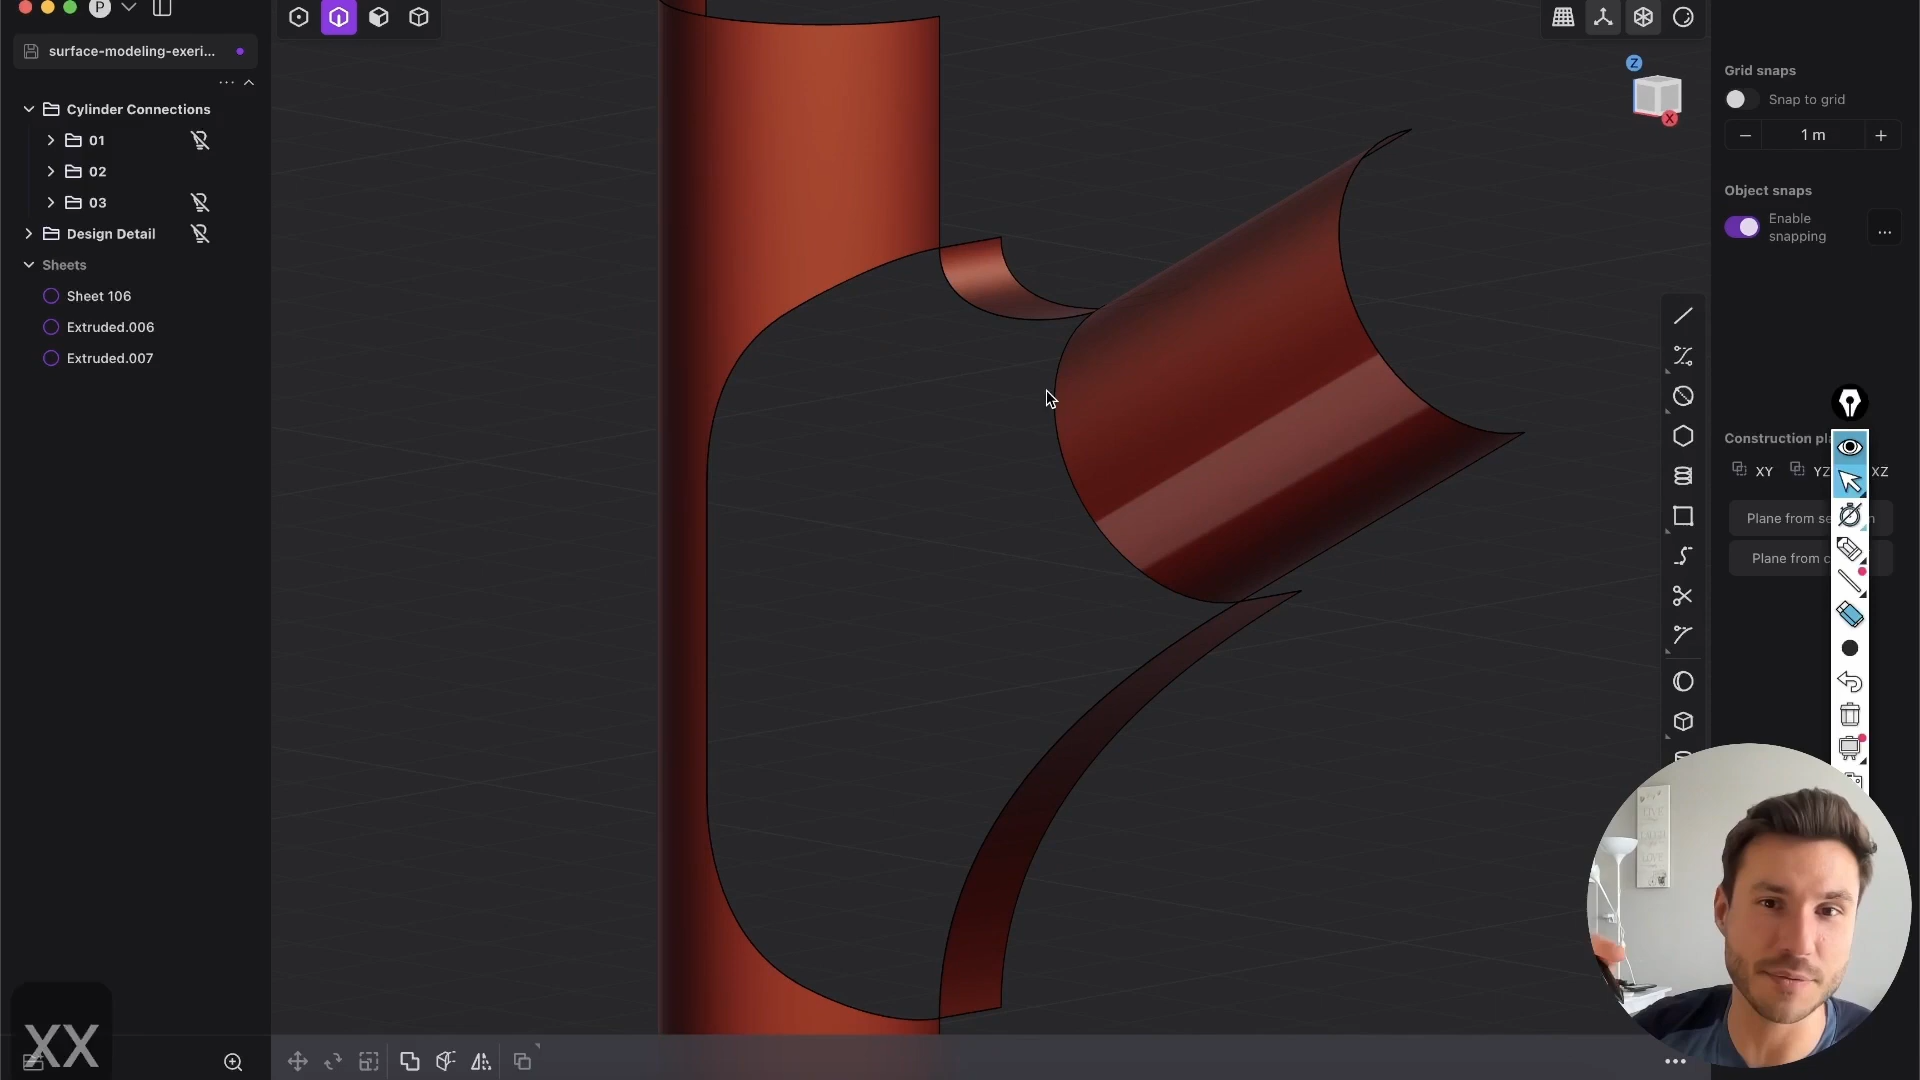 P
surface-modeling-exeri...
Cylinder Connections
01
02
03
Design Detail
Sheets
Sheet 106
Extruded.006
Extruded.007
XX
Z
X
Grid snaps
Snap to grid
1 m
Object snaps
Enable
snapping
...
Construction pl
XY
YZ
XZ
Plane from se
n
Plane from c
LIVE
LOVE